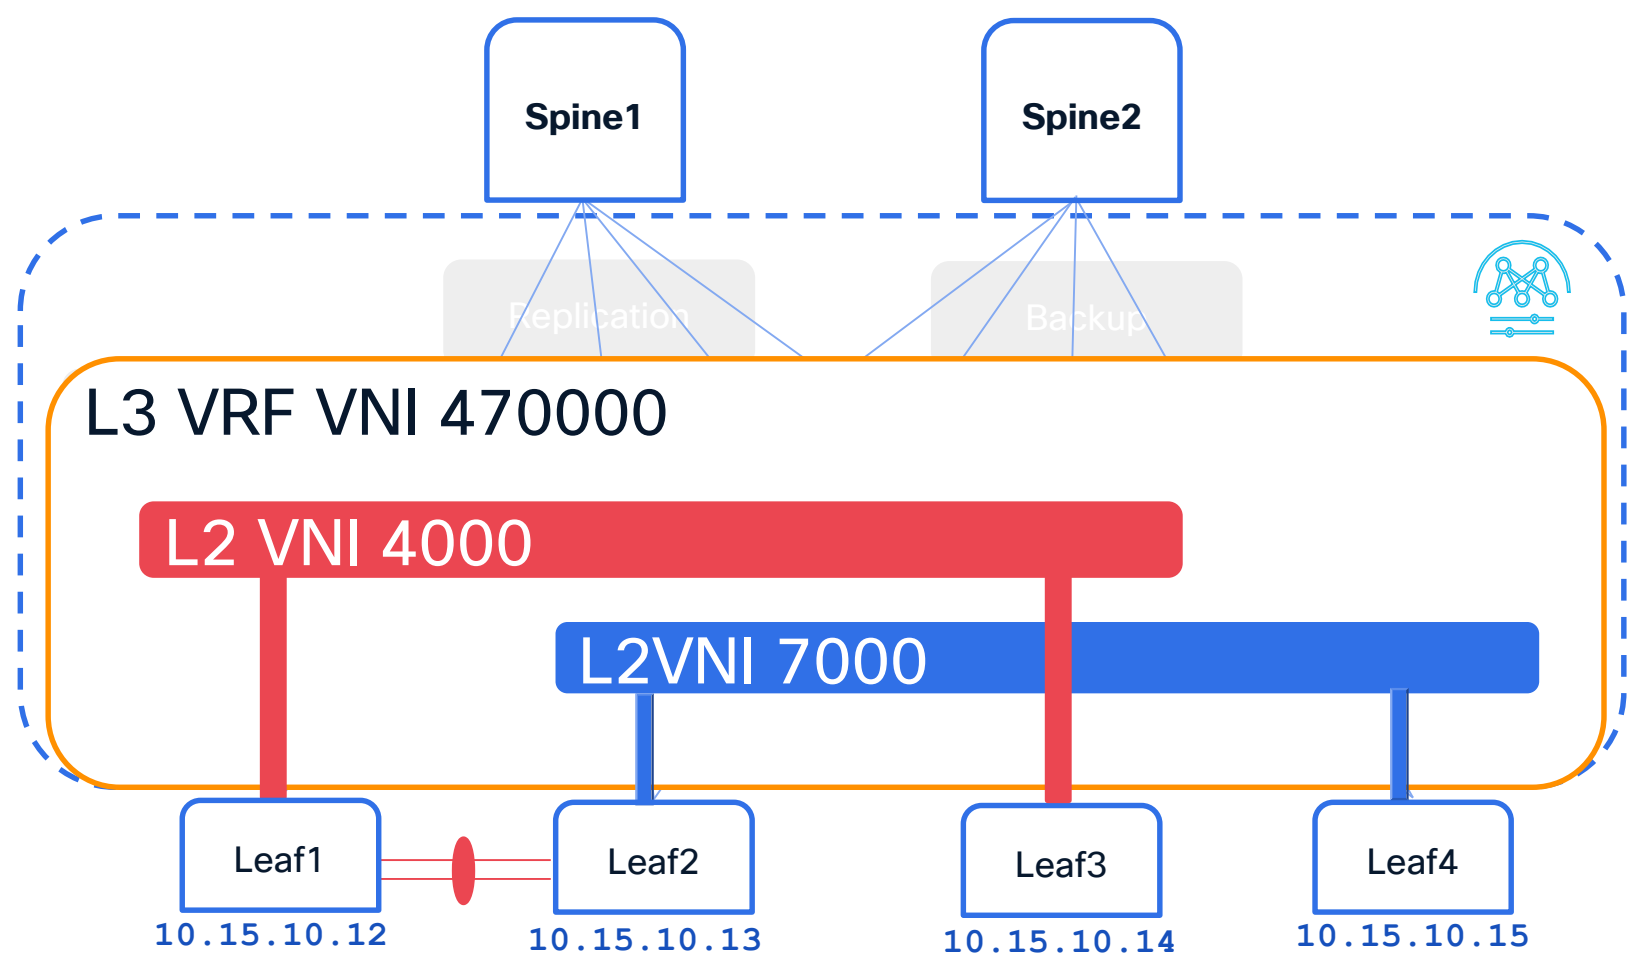 Spine1
Spine2
Replication
Backup
L3 VRF VNI 470000
L2 VNI 4000
L2VNI 7000
Leaf1
Leaf2
Leaf3
Leaf4
10.15.10.12
10.15.10.13
10.15.10.14
10.15.10.15